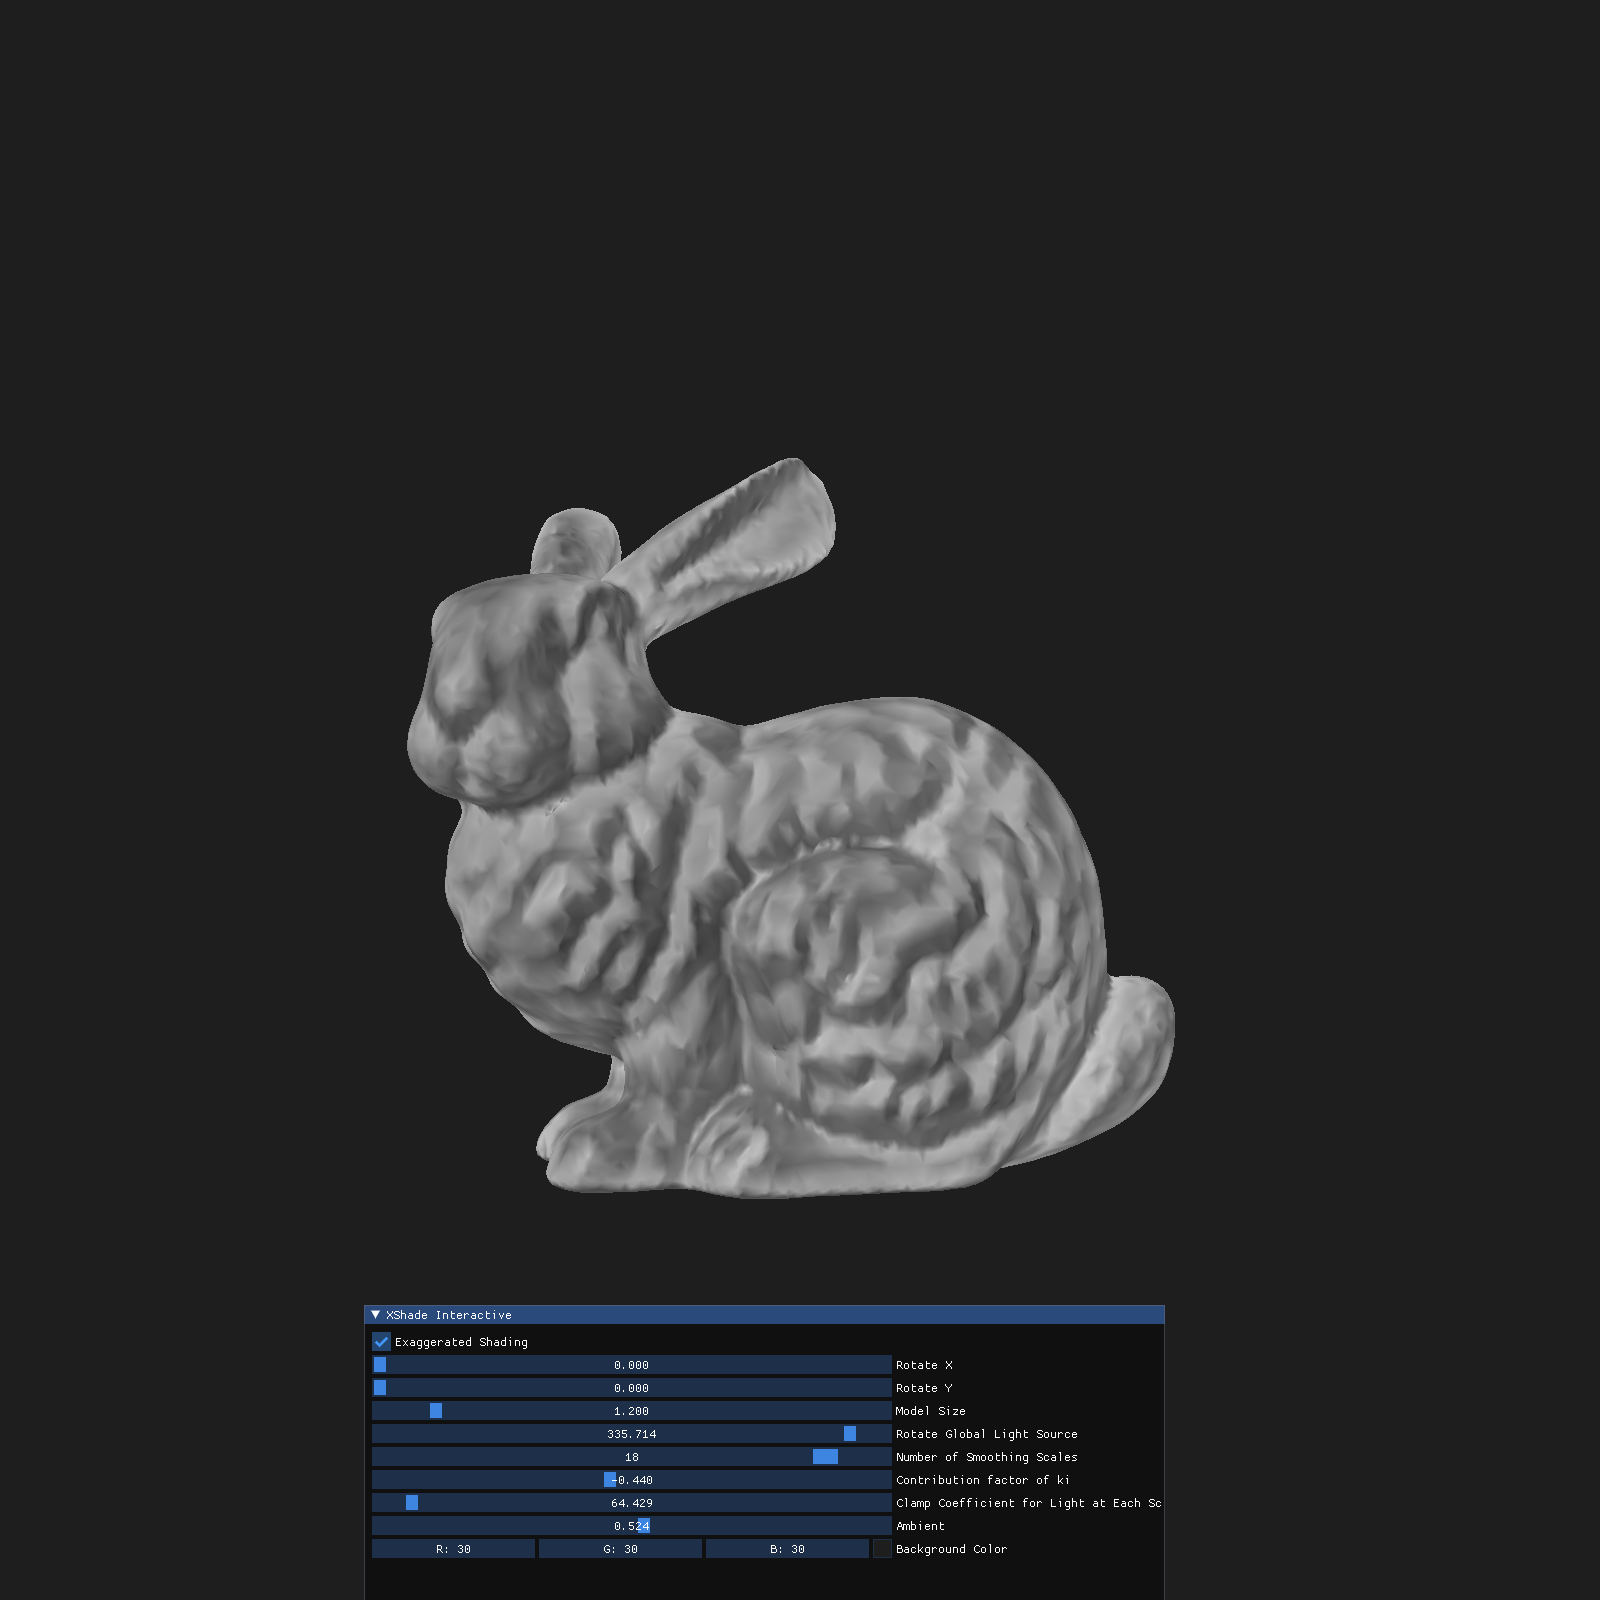 XShade Interactive
Exaggerated Shading
0.000 Rotate X
0.000 Rotate Y
1.200 Model Size
335.714 Rotate Global Light Source
18 Number of Smoothing Scales
-0.440 Contribution factor of ki
64.429 Clamp Coefficient for Light at Each Sc
0.524 Ambient
R: 30 G: 30 B: 30 Background Color